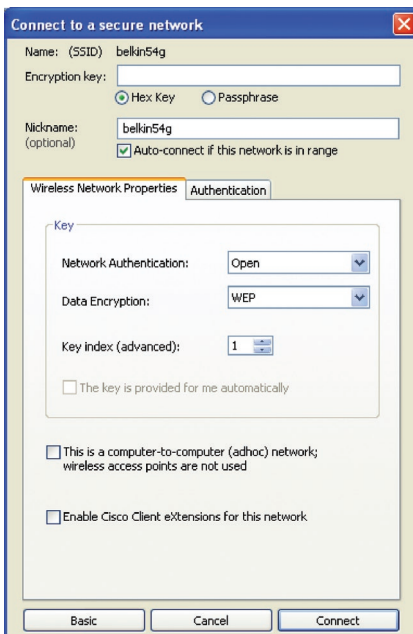 Connect to a secure network
Name: (SSID) belkin54g
Encryption key:
Hex Key Passphrase
Nickname: belkin54g
(optional)
Auto-connect if this network is in range
Wireless Network Properties Authentication
Key
Network Authentication: Open
Data Encryption: WEP
Key index (advanced): 1
The key is provided for me automatically
This is a computer-to-computer (adhoc) network;
wireless access points are not used
Enable Cisco Client eXtensions for this network
Basic Cancel Connect